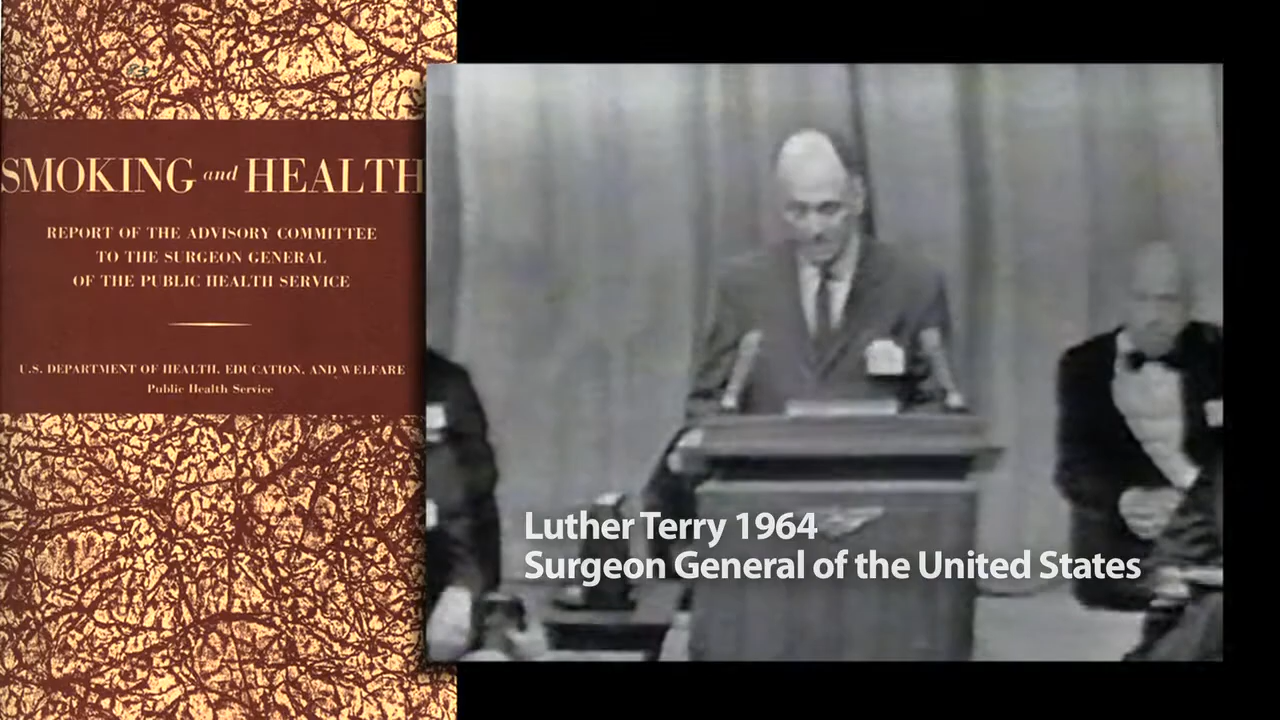 SMOKING and HEALTH
REPORT OF THE ADVISORY COMMITTEE
TO THE SURGEON GENERAL
OF THE PUBLIC HEALTH SERVICE
U.S. DEPARTMENT OF HEALTH, EDUCATION, AND WELFARE
Public Health Service
Luther Terry 1964
Surgeon General of the United States